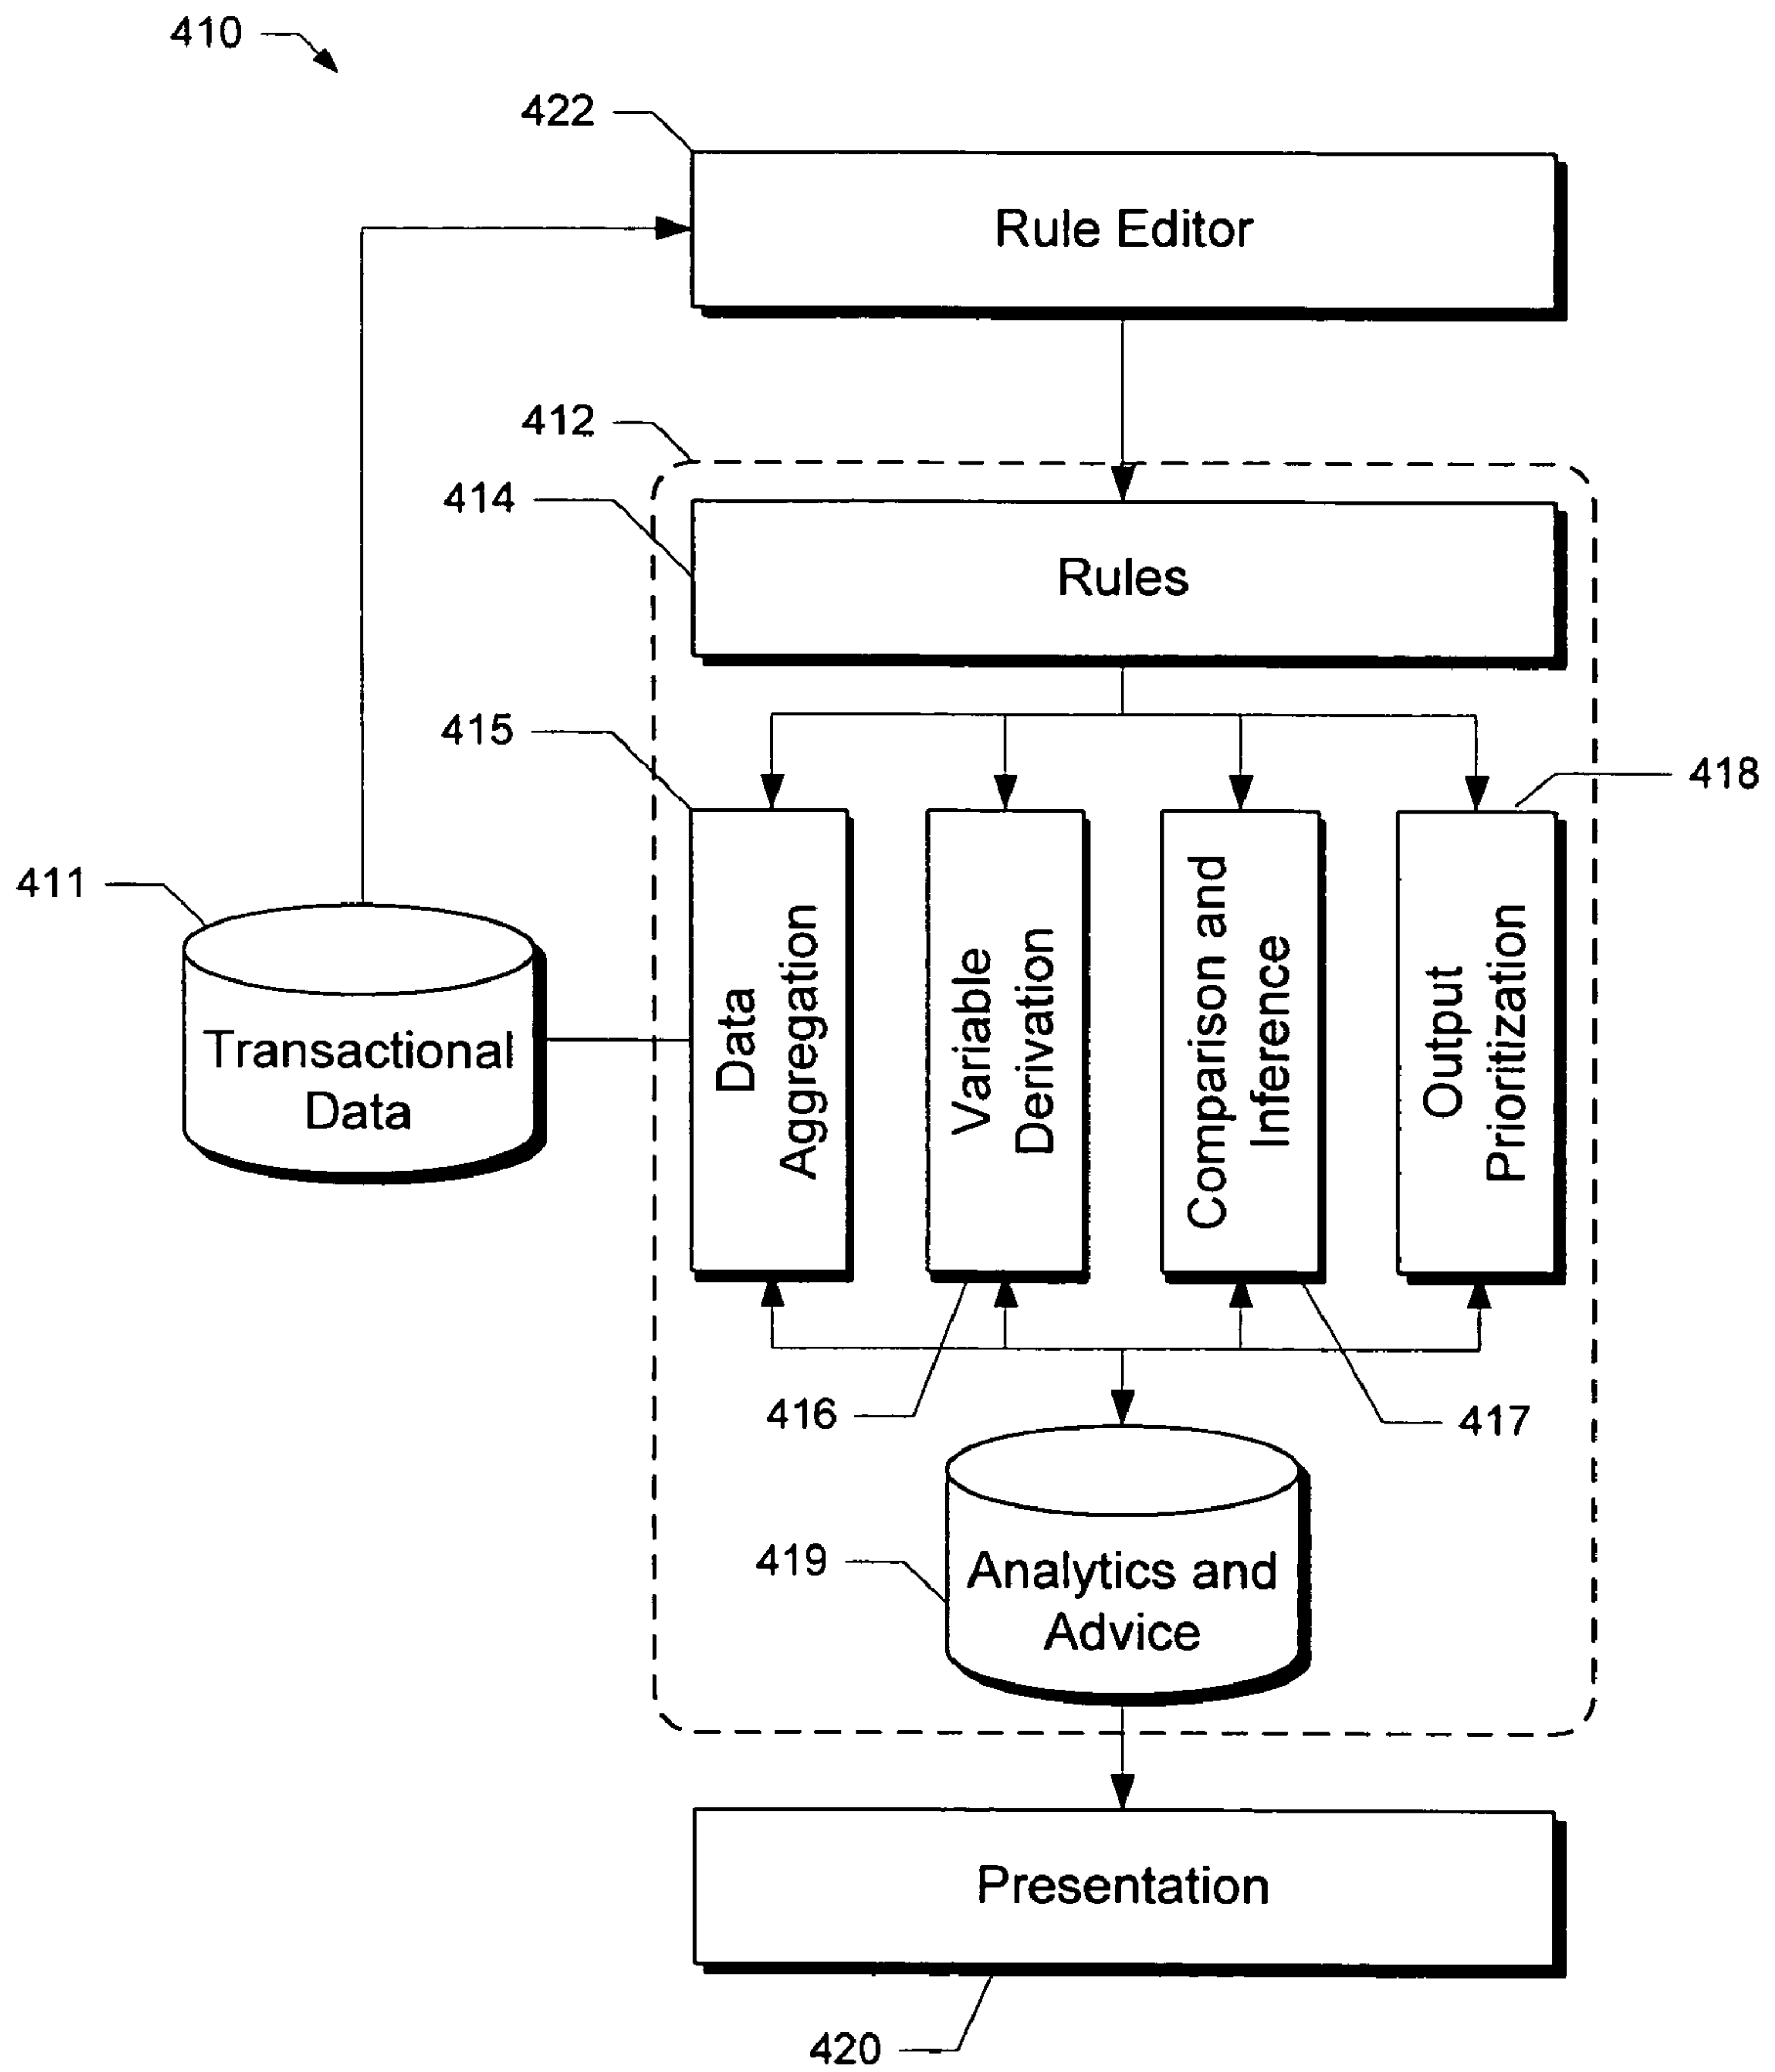 410
422
Rule Editor
412
414
Rules
415
418
411
Transactional
Data
Data
Aggregation
Variable
Derivation
Comparison and
Inference
Output
Prioritization
416
417
419
Analytics and
Advice
Presentation
420